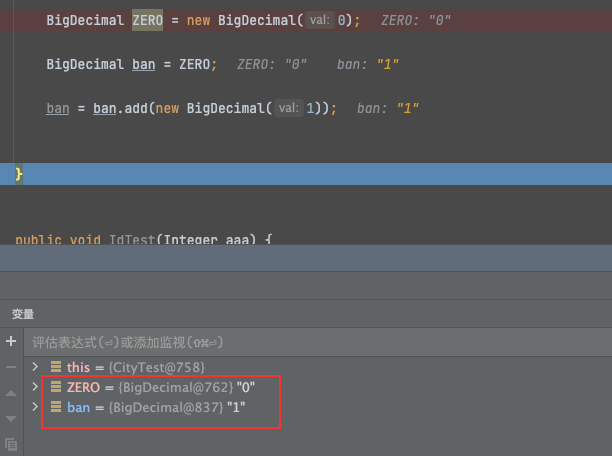 BigDecimal ZERO = new BigDecimal( val: 0); ZERO: "0"
BigDecimal ban = ZERO; ZERO: "0" ban: "1"
ban = ban.add(new BigDecimal( val: 1)); ban: "1"
}
public void IdTest(Integer aaa) {
变量
评估表达式(⏎)或添加监视(⇧⌘⏎)
this = {CityTest@758}
ZERO = {BigDecimal@762} "0"
ban = {BigDecimal@837} "1"